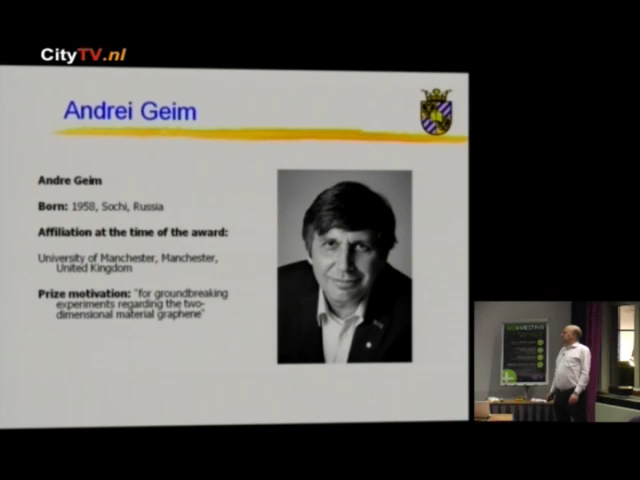 CityTV.nl
Andrei Geim
Andre Geim
Born: 1958, Sochi, Russia
Affiliation at the time of the award:
University of Manchester, Manchester,
United Kingdom
Prize motivation: "for groundbreaking
experiments regarding the two-
dimensional material graphene"